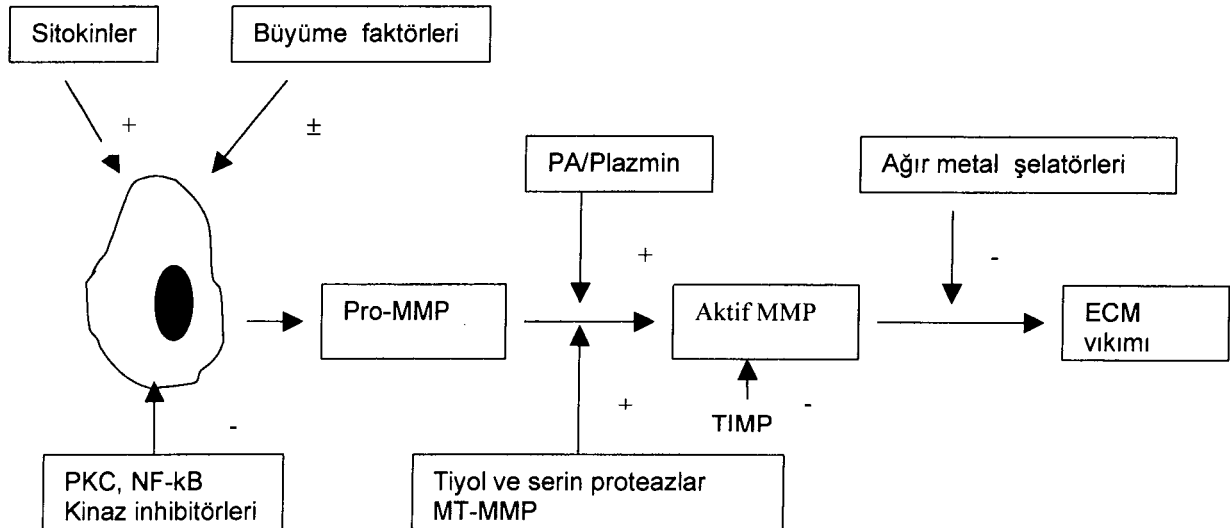 Sitokinler
Büyüme faktörleri
+
±
PA/Plazmin
Ağır metal şelatörleri
+
-
Pro-MMP
Aktif MMP
ECM
vıkımı
+
TIMP
-
-
PKC, NF-kB
Kinaz inhibitörleri
Tiyol ve serin proteazlar
MT-MMP